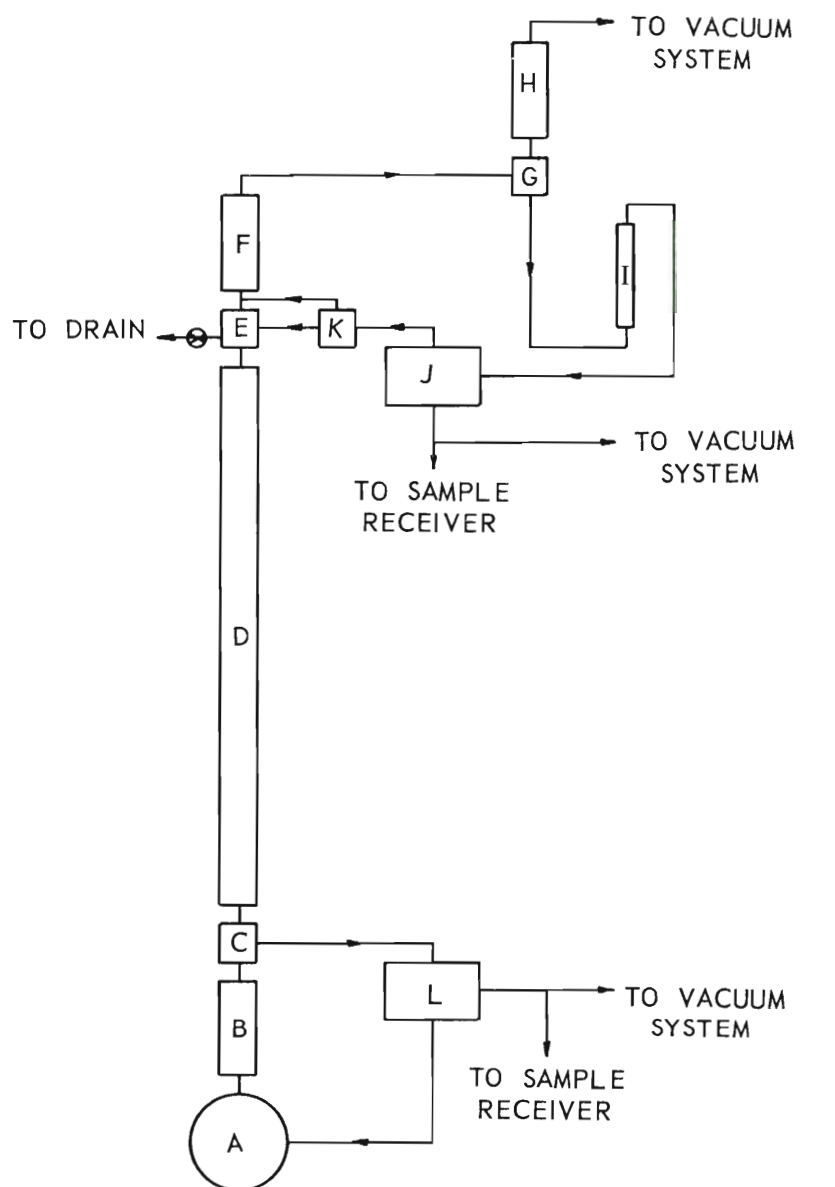 TO VACUUM
SYSTEM
H
G
F
I
TO DRAIN
E
K
J
TO VACUUM
SYSTEM
TO SAMPLE
RECEIVER
D
C
L
TO VACUUM
SYSTEM
B
TO SAMPLE
RECEIVER
A